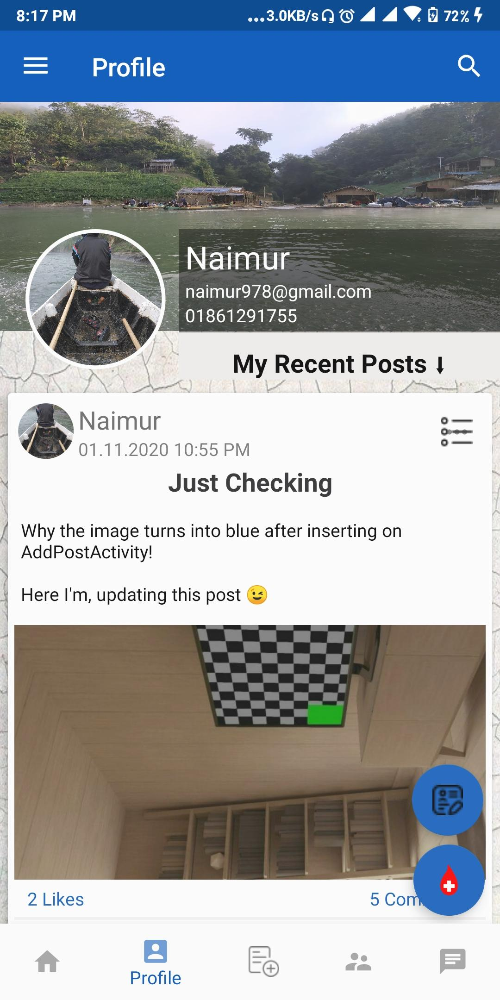 8:17 PM ...3.0KB/s 72%
Profile
Naimur
naimur978@gmail.com
01861291755
My Recent Posts ↓
Naimur
01.11.2020 10:55 PM
Just Checking
Why the image turns into blue after inserting on
AddPostActivity!
Here I'm, updating this post 😉
2 Likes
5 Com
Profile